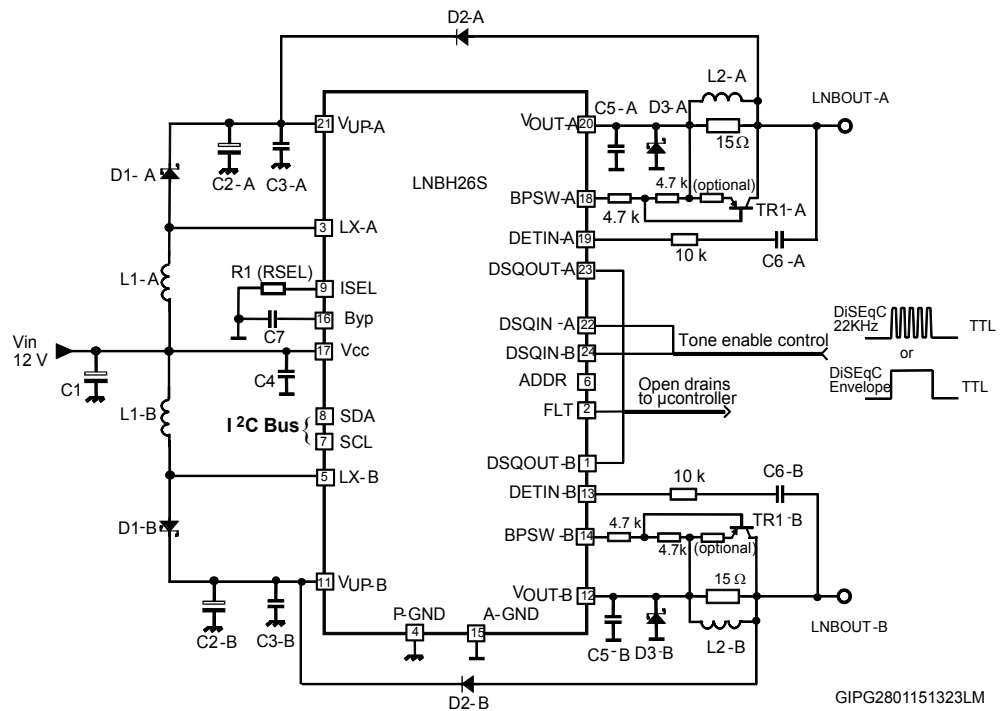 D2-A
L2-A
C5-A
D3-A
LNBOUT-A
21
VUP-A
VOUT-A
20
15Ω
D1-A
C2-A
C3-A
LNBH26S
4.7 k
(optional)
BPSW-A
18
4.7 k
TR1-A
3
LX-A
DETIN-A
19
10 k
C6-A
R1 (RSEL)
DSQOUT-A
23
L1-A
9
ISEL
16
Byp
C7
DSQIN-A
22
DiSEqC
22KHz
TTL
Vin
12 V
17
Vcc
DSQIN-B
24
Tone enable control
or
C1
C4
ADDR
6
DiSEqC
Envelope
TTL
L1-B
8
SDA
FLT
2
Open drains
to µcontroller
I²C Bus {
7
SCL
DSQOUT-B
1
5
LX-B
DETIN-B
13
10 k
C6-B
D1-B
BPSW-B
14
4.7 k
4.7k
(optional)
TR1-B
11
VUP-B
VOUT-B
12
15 Ω
C2-B
C3-B
P-GND
4
A-GND
15
C5-B
D3-B
L2-B
LNBOUT-B
D2-B
GIPG2801151323LM